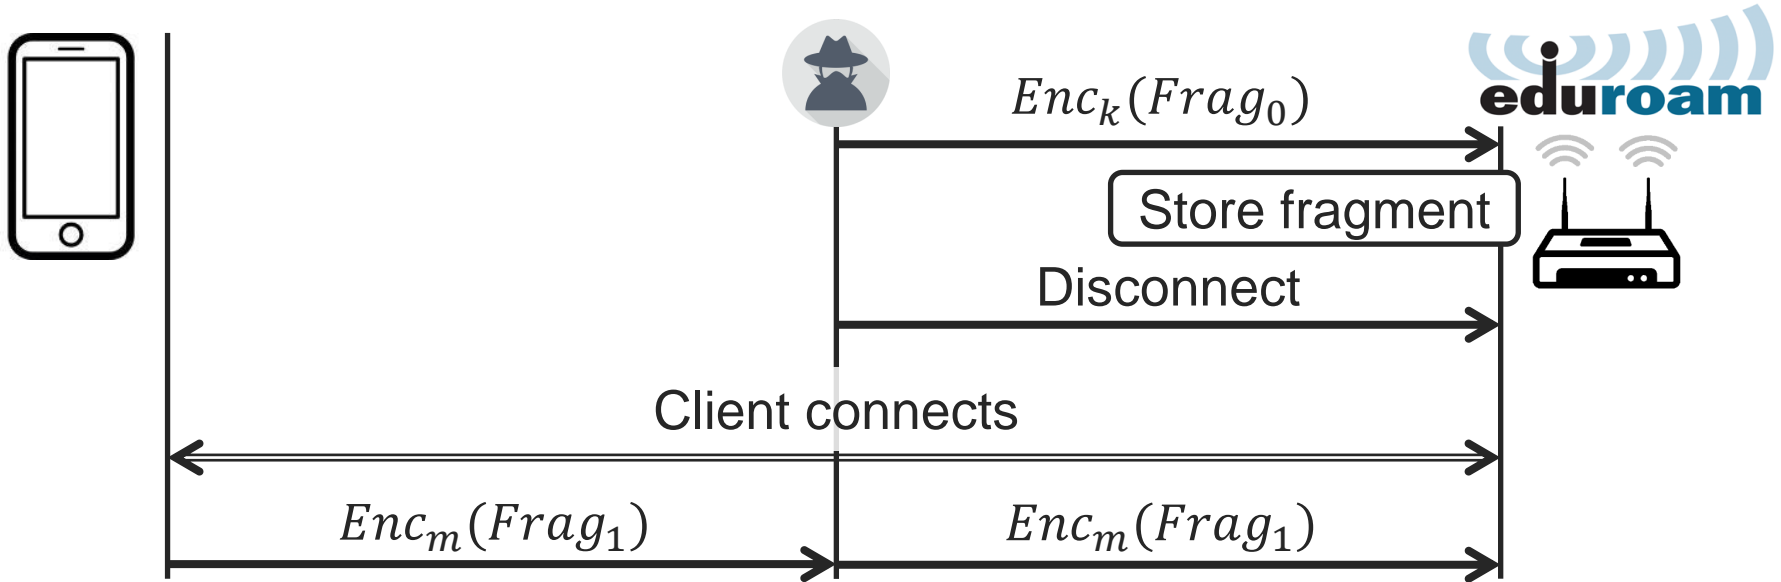 Enc_k(Frag_0)
eduroam
Store fragment
Disconnect
Client connects
Enc_m(Frag_1)
Enc_m(Frag_1)